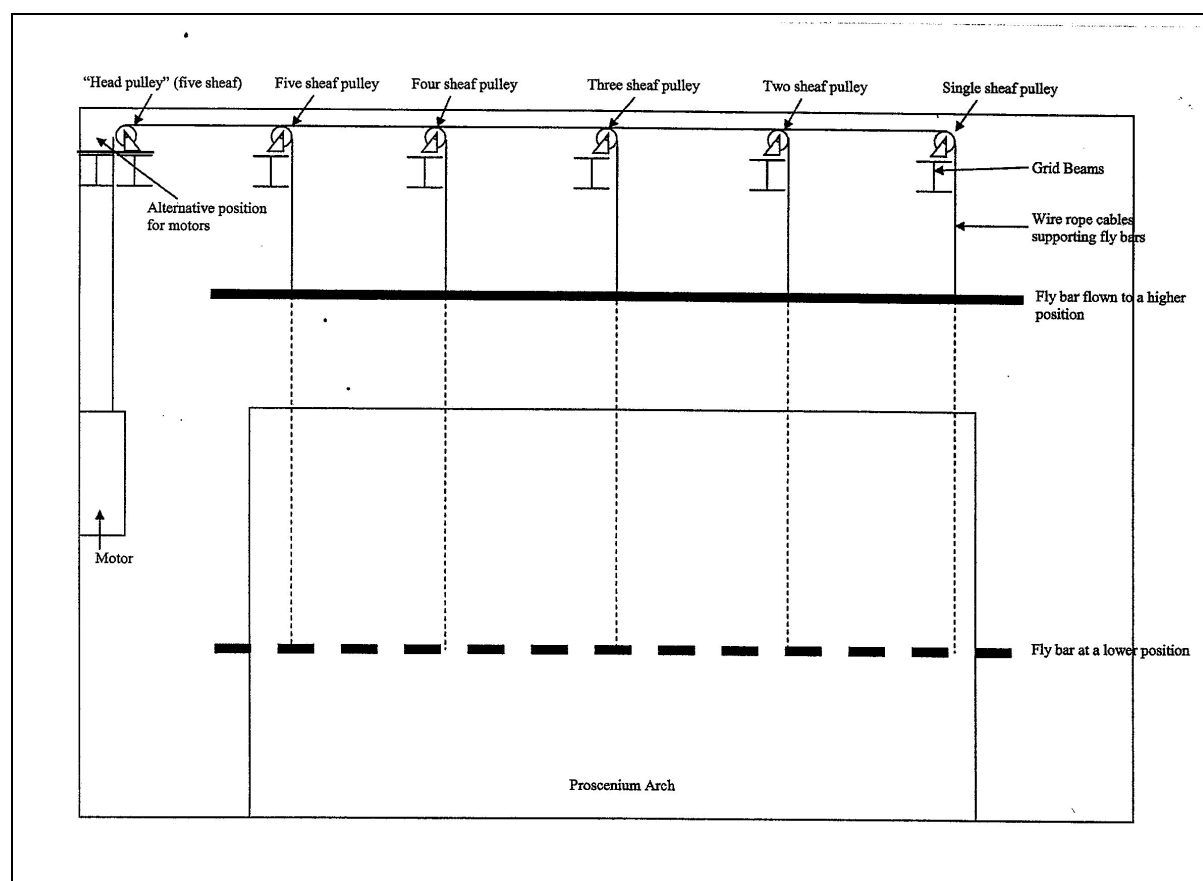 “Head pulley” (five sheaf)
Five sheaf pulley
Four sheaf pulley
Three sheaf pulley
Two sheaf pulley
Single sheaf pulley
Grid Beams
Alternative position
for motors
Wire rope cables
supporting fly bars
Fly bar flown to a higher
position
Motor
Fly bar at a lower position
Proscenium Arch